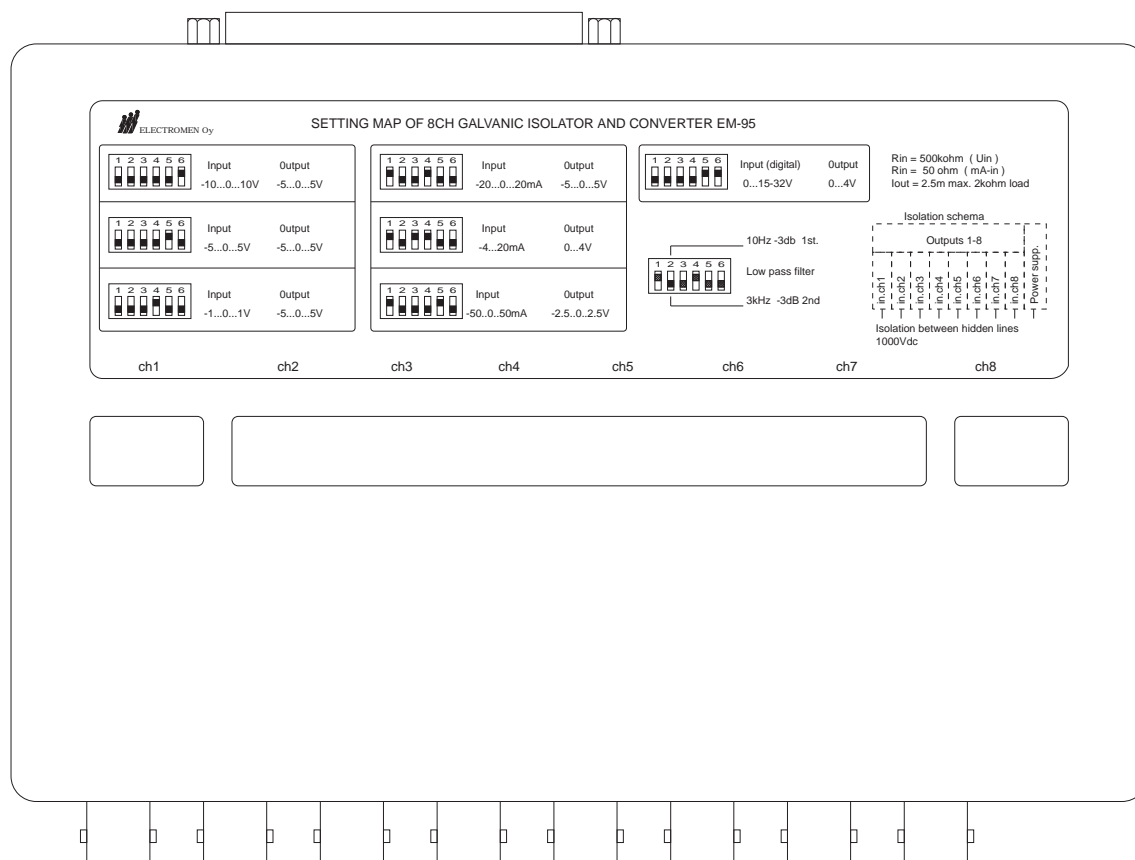 ELECTROMEN Oy
SETTING MAP OF 8CH GALVANIC ISOLATOR AND CONVERTER EM-95
1 2 3 4 5 6
Input 0utput
-10...0...10V -5...0...5V
1 2 3 4 5 6
Input 0utput
-5...0...5V -5...0...5V
1 2 3 4 5 6
Input 0utput
-1...0...1V -5...0...5V
1 2 3 4 5 6
Input 0utput
-20...0...20mA -5...0...5V
1 2 3 4 5 6
Input 0utput
-4...20mA 0...4V
1 2 3 4 5 6
Input 0utput
-50..0..50mA -2.5..0..2.5V
1 2 3 4 5 6
Input (digital) 0utput
0...15-32V 0...4V
10Hz -3db 1st.
1 2 3 4 5 6
Low pass filter
3kHz -3dB 2nd
Rin = 500kohm ( Uin )
Rin = 50 ohm ( mA-in )
Iout = 2.5m max. 2kohm load
Isolation schema
Outputs 1-8
in.ch1
in.ch2
in.ch3
in.ch4
in.ch5
in.ch6
in.ch7
in.ch8
Power supp.
Isolation between hidden lines
1000Vdc
ch1 ch2 ch3 ch4 ch5 ch6 ch7 ch8